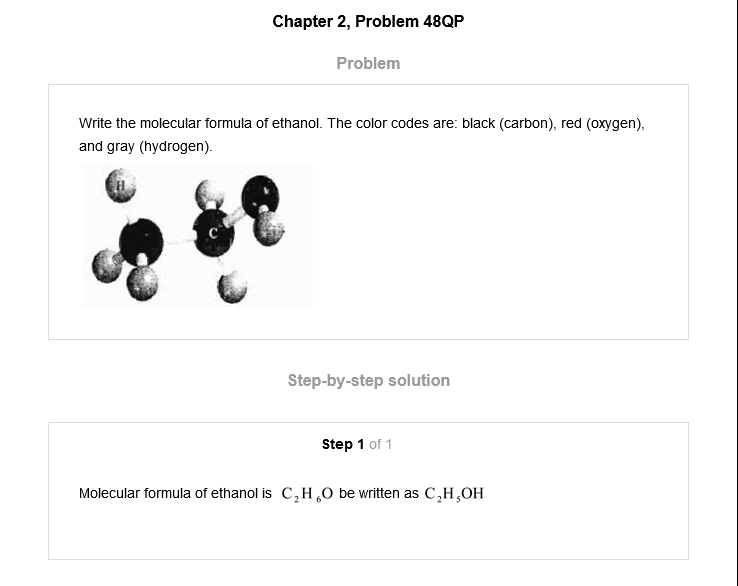 Chapter 2, Problem 48QP
Problem
Write the molecular formula of ethanol. The color codes are: black (carbon), red (oxygen),
and gray (hydrogen).
H
C
Step-by-step solution
Step 1 of 1
Molecular formula of ethanol is C₂H₆O be written as C₂H₅OH